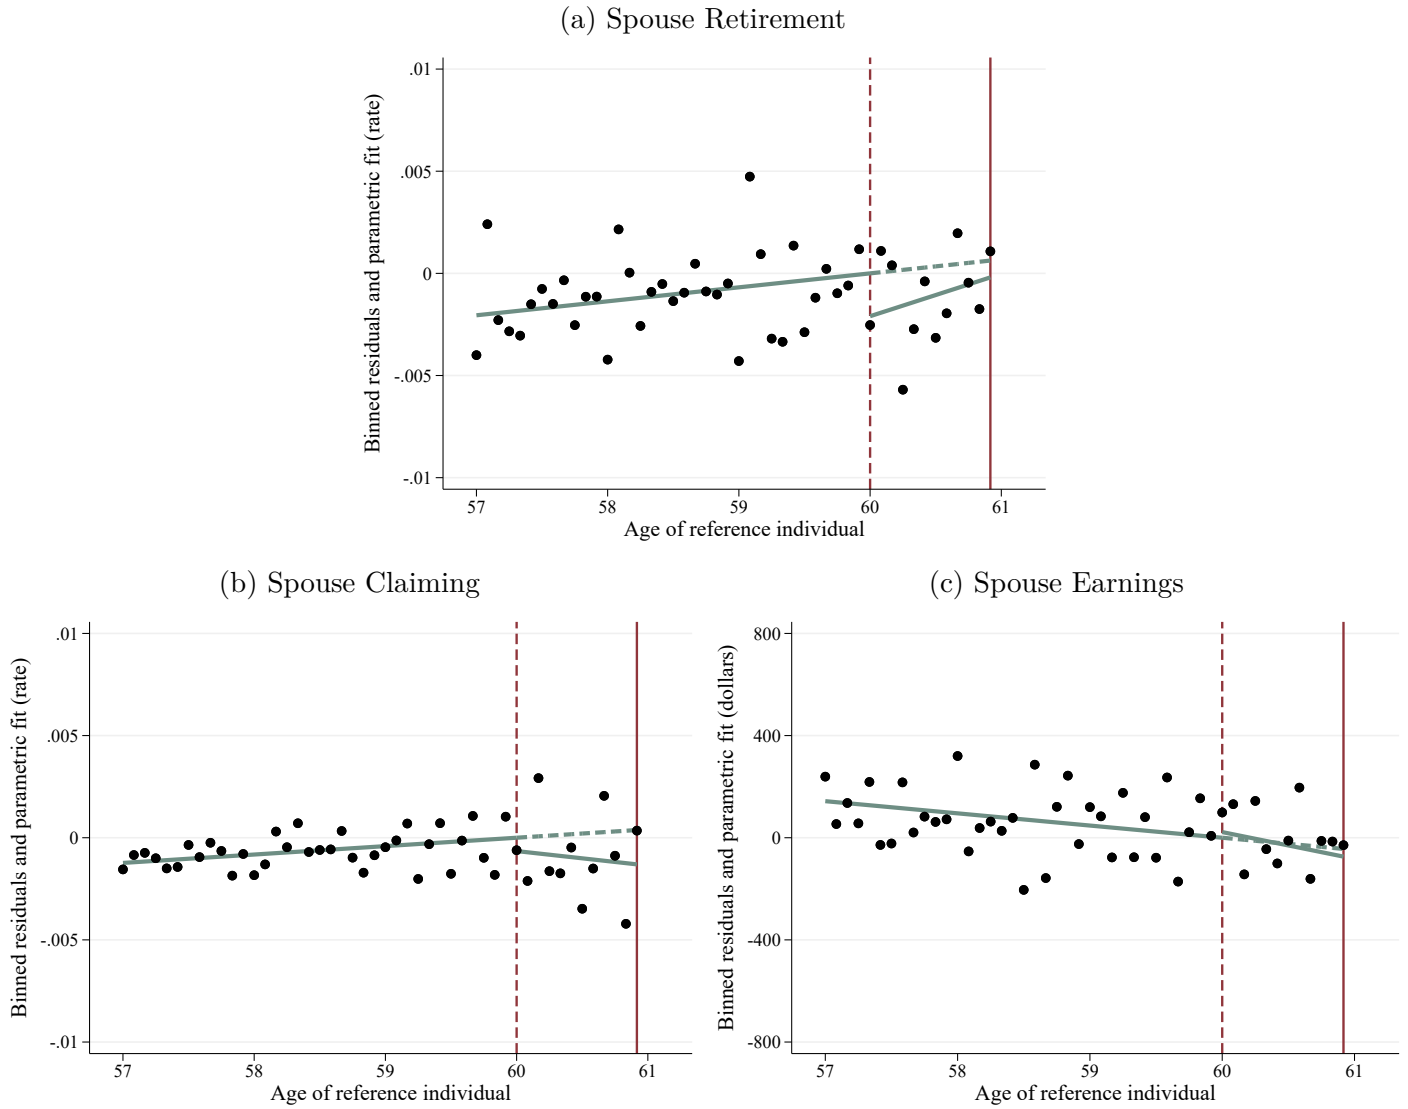 (a) Spouse Retirement
Binned residuals and parametric fit (rate)
.01
.005
0
-.005
-.01
57 58 59 60 61
Age of reference individual
(b) Spouse Claiming
Binned residuals and parametric fit (rate)
.01
.005
0
-.005
-.01
57 58 59 60 61
Age of reference individual
(c) Spouse Earnings
Binned residuals and parametric fit (dollars)
800
400
0
-400
-800
57 58 59 60 61
Age of reference individual